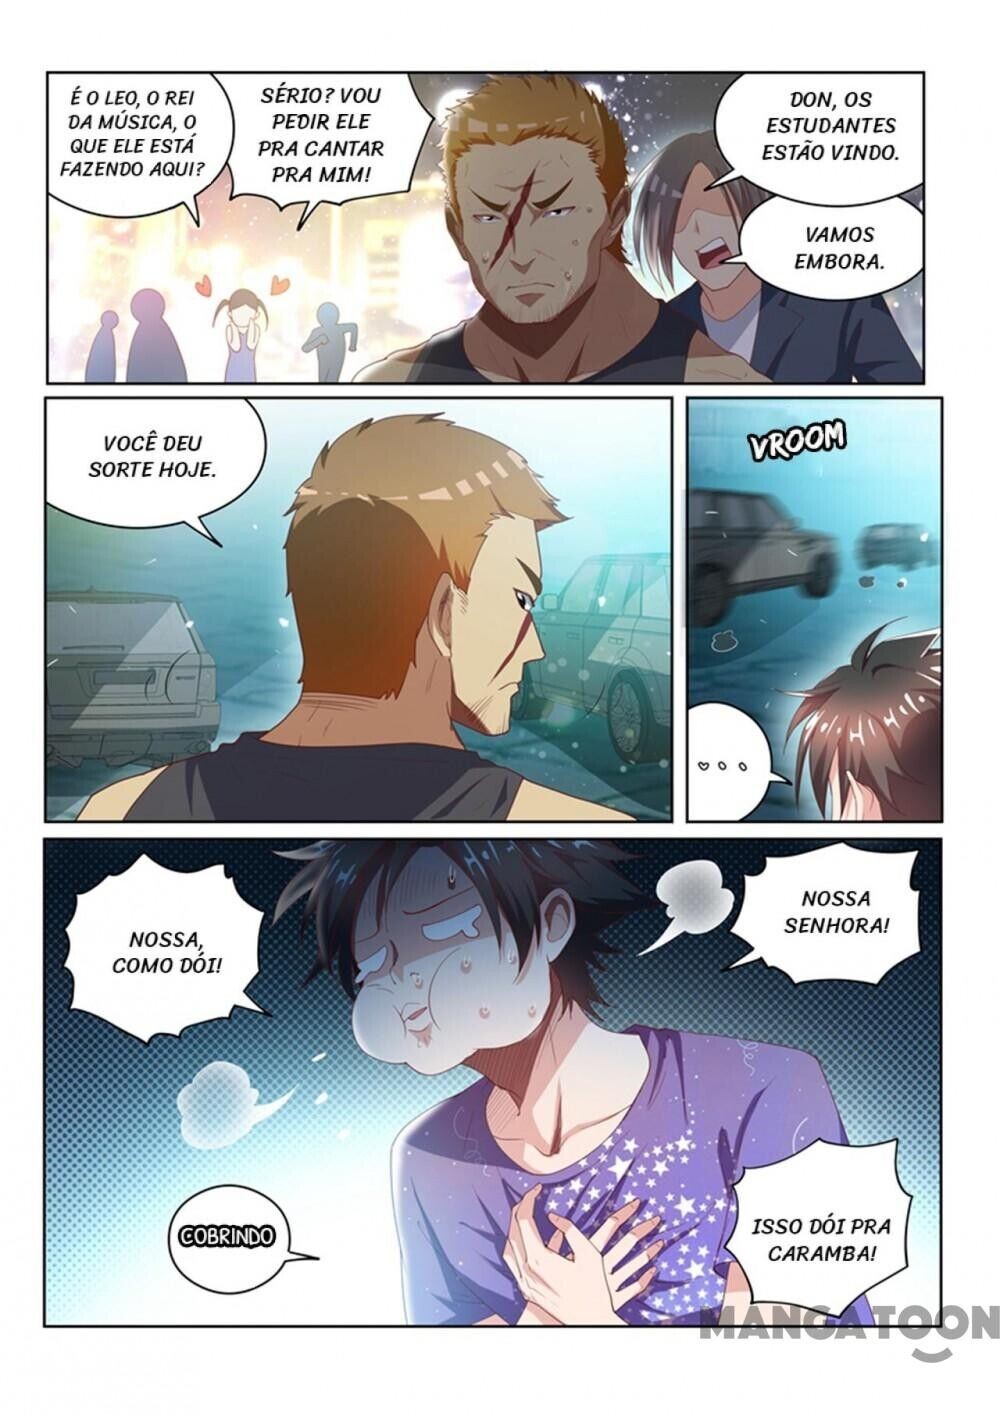 É O LEO, O REI
DA MÚSICA, O
QUE ELE ESTÁ
FAZENDO AQUI?
SÉRIO? VOU
PEDIR ELE
PRA CANTAR
PRA MIM!
DON, OS
ESTUDANTES
ESTÃO VINDO.
VAMOS
EMBORA.
VOCÊ DEU
SORTE HOJE.
VROOM
NOSSA,
COMO DÓI!
NOSSA
SENHORA!
COBRINDO
ISSO DÓI PRA
CARAMBA!
MANGATOON